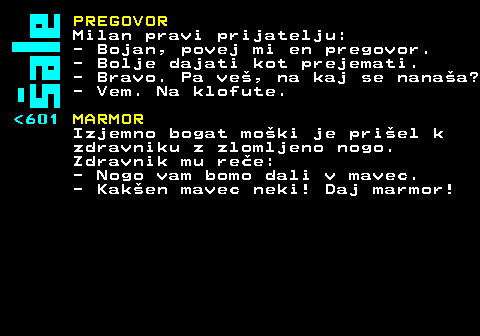 šale
PREGOVOR
Milan pravi prijatelju:
- Bojan, povej mi en pregovor.
- Bolje dajati kot prejemati.
- Bravo. Pa veš, na kaj se nanaša?
- Vem. Na klofute.
<601 MARMOR
Izjemno bogat moški je prišel k
zdravniku z zlomljeno nogo.
Zdravnik mu reče:
- Nogo vam bomo dali v mavec.
- Kakšen mavec neki! Daj marmor!